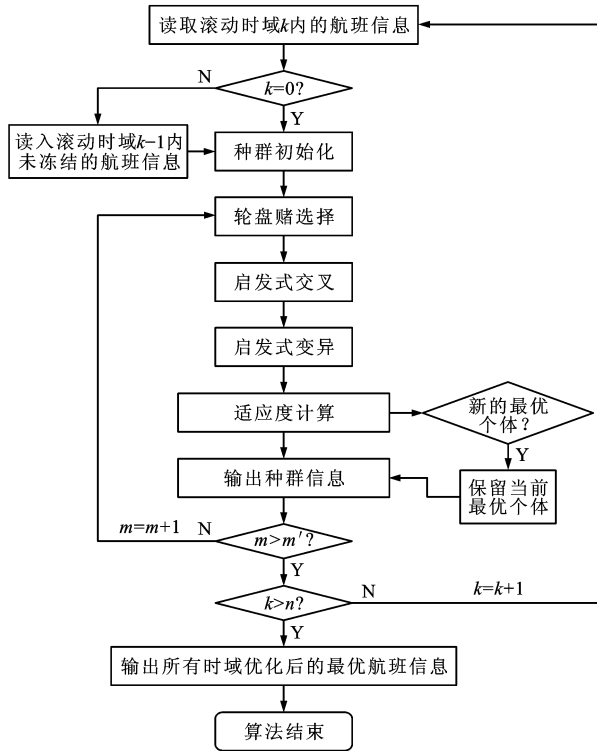 读取滚动时域k内的航班信息
N
k=0?
Y
读入滚动时域k−1内
未冻结的航班信息
种群初始化
轮盘赌选择
启发式交叉
启发式变异
适应度计算
新的最优
个体?
Y
输出种群信息
保留当前
最优个体
m=m+1
N
m>m′?
Y
k>n?
N
k=k+1
Y
输出所有时域优化后的最优航班信息
算法结束